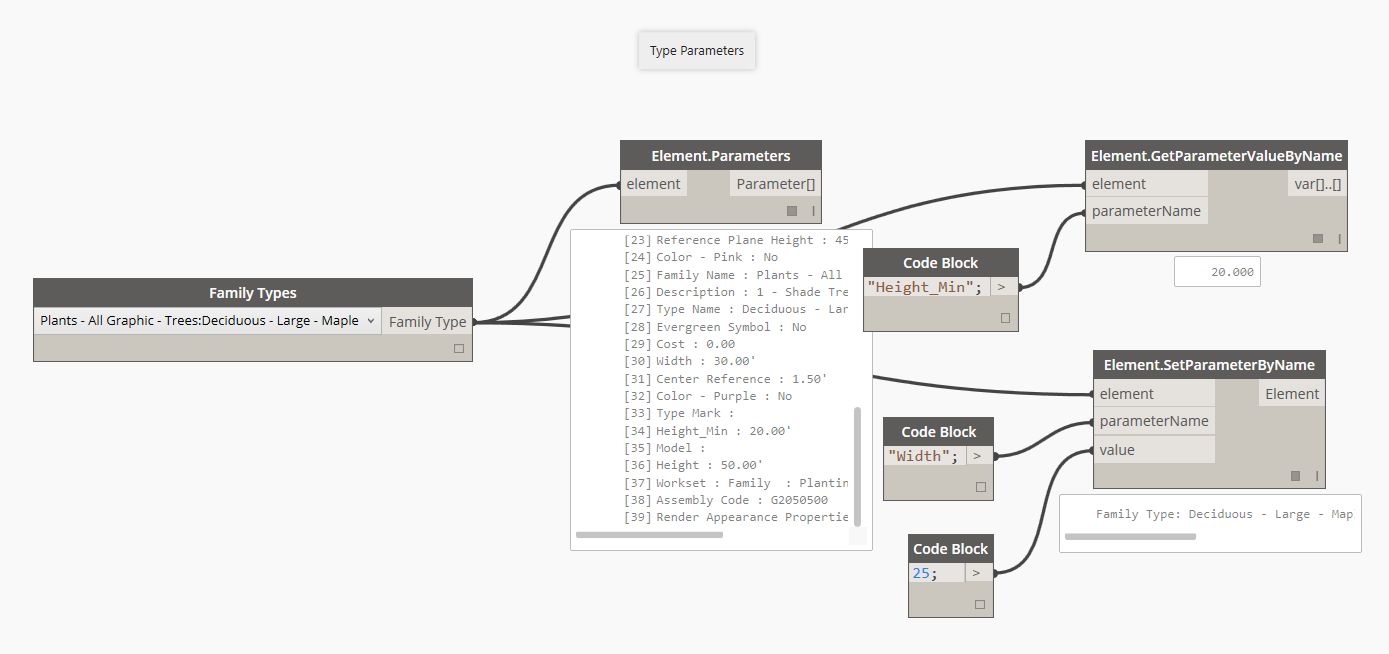 Type Parameters
Family Types
Plants - All Graphic - Trees:Deciduous - Large - Maple
Family Type
Element.Parameters
element
Parameter[]
[23] Reference Plane Height : 45
[24] Color - Pink : No
[25] Family Name : Plants - All
[26] Description : 1 - Shade Tre
[27] Type Name : Deciduous - Lar
[28] Evergreen Symbol : No
[29] Cost : 0.00
[30] Width : 30.00'
[31] Center Reference : 1.50'
[32] Color - Purple : No
[33] Type Mark :
[34] Height_Min : 20.00'
[35] Model :
[36] Height : 50.00'
[37] Workset : Family  : Plantin
[38] Assembly Code : G2050500
[39] Render Appearance Propertie
Code Block
"Height_Min"; >
Element.GetParameterValueByName
element
var[]..[]
parameterName
20.000
Code Block
"Width"; >
Code Block
25; >
Element.SetParameterByName
element
Element
parameterName
value
Family Type: Deciduous - Large - Map